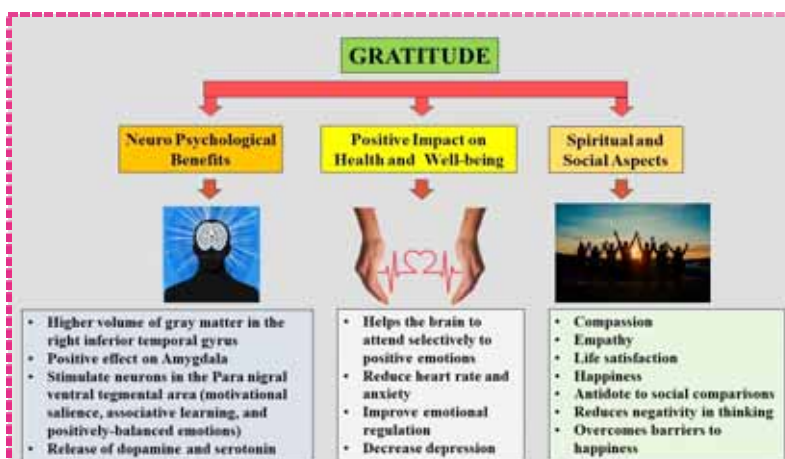 GRATITUDE
Neuro Psychological
Benefits
Positive Impact on
Health and Well-being
Spiritual and
Social Aspects
• Higher volume of gray matter in the
right inferior temporal gyrus
• Positive effect on Amygdala
• Stimulate neurons in the Para nigral
ventral tegmental area (motivational
salience, associative learning, and
positively-balanced emotions)
• Release of dopamine and serotonin
• Helps the brain to
attend selectively to
positive emotions
• Reduce heart rate and
anxiety
• Improve emotional
regulation
• Decrease depression
• Compassion
• Empathy
• Life satisfaction
• Happiness
• Antidote to social comparisons
• Reduces negativity in thinking
• Overcomes barriers to
happiness